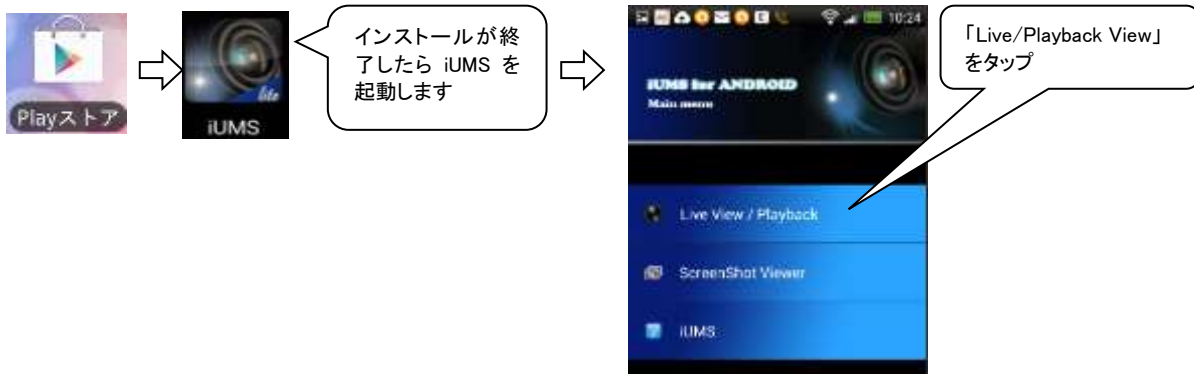 Playストア
lite
iUMS
インストールが終
了したら iUMS を
起動します
10:24
iUMS for ANDROID
Main menu
Live View / Playback
ScreenShot Viewer
iUMS
「Live/Playback View」
をタップ